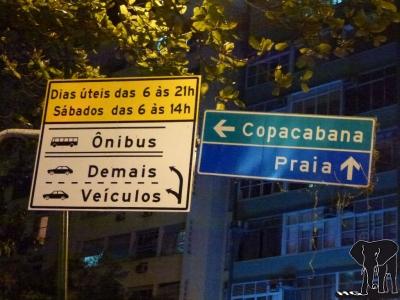 Dias úteis das 6 às 21h
Sábados das 6 às 14h
Ônibus
Demais
Veículos
Copacabana
Praia